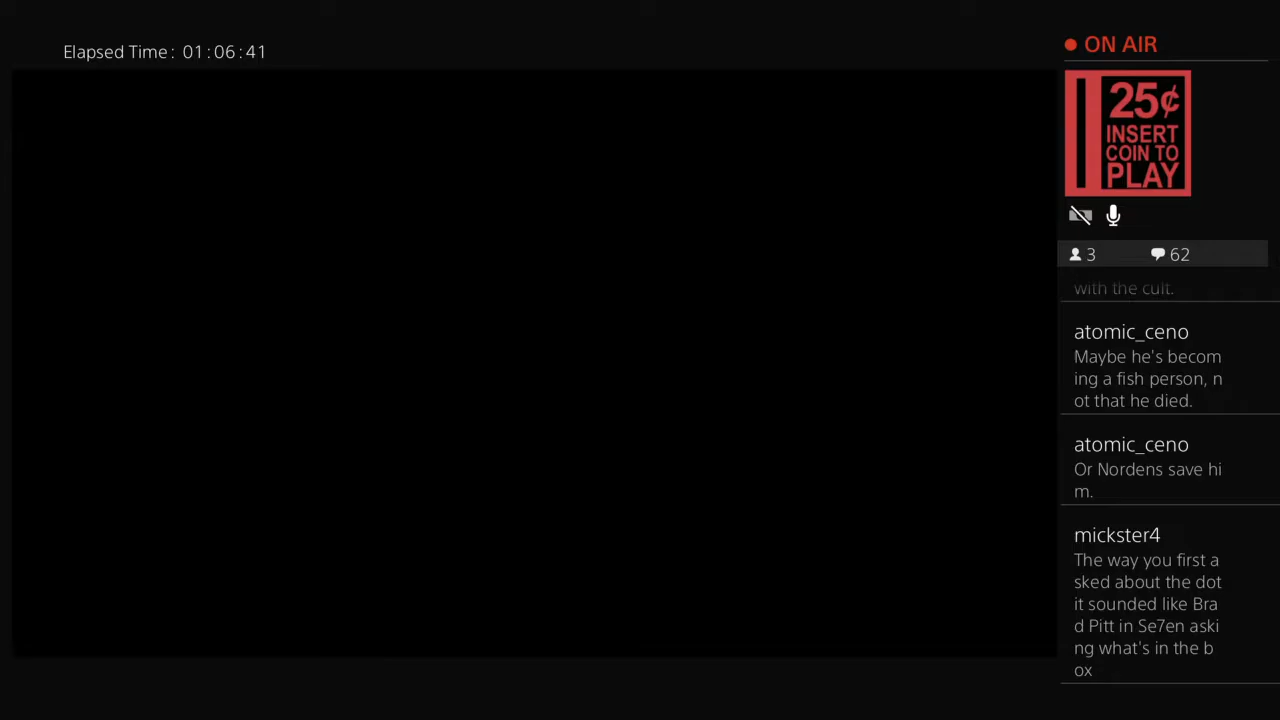 Elapsed Time: 01:06:41
ON AIR
25¢
INSERT
COIN TO
PLAY
3
62
with the cult.
atomic_ceno
Maybe he's becom
ing a fish person, n
ot that he died.
atomic_ceno
Or Nordens save hi
m.
mickster4
The way you first a
sked about the dot
it sounded like Bra
d Pitt in Se7en aski
ng what's in the b
ox